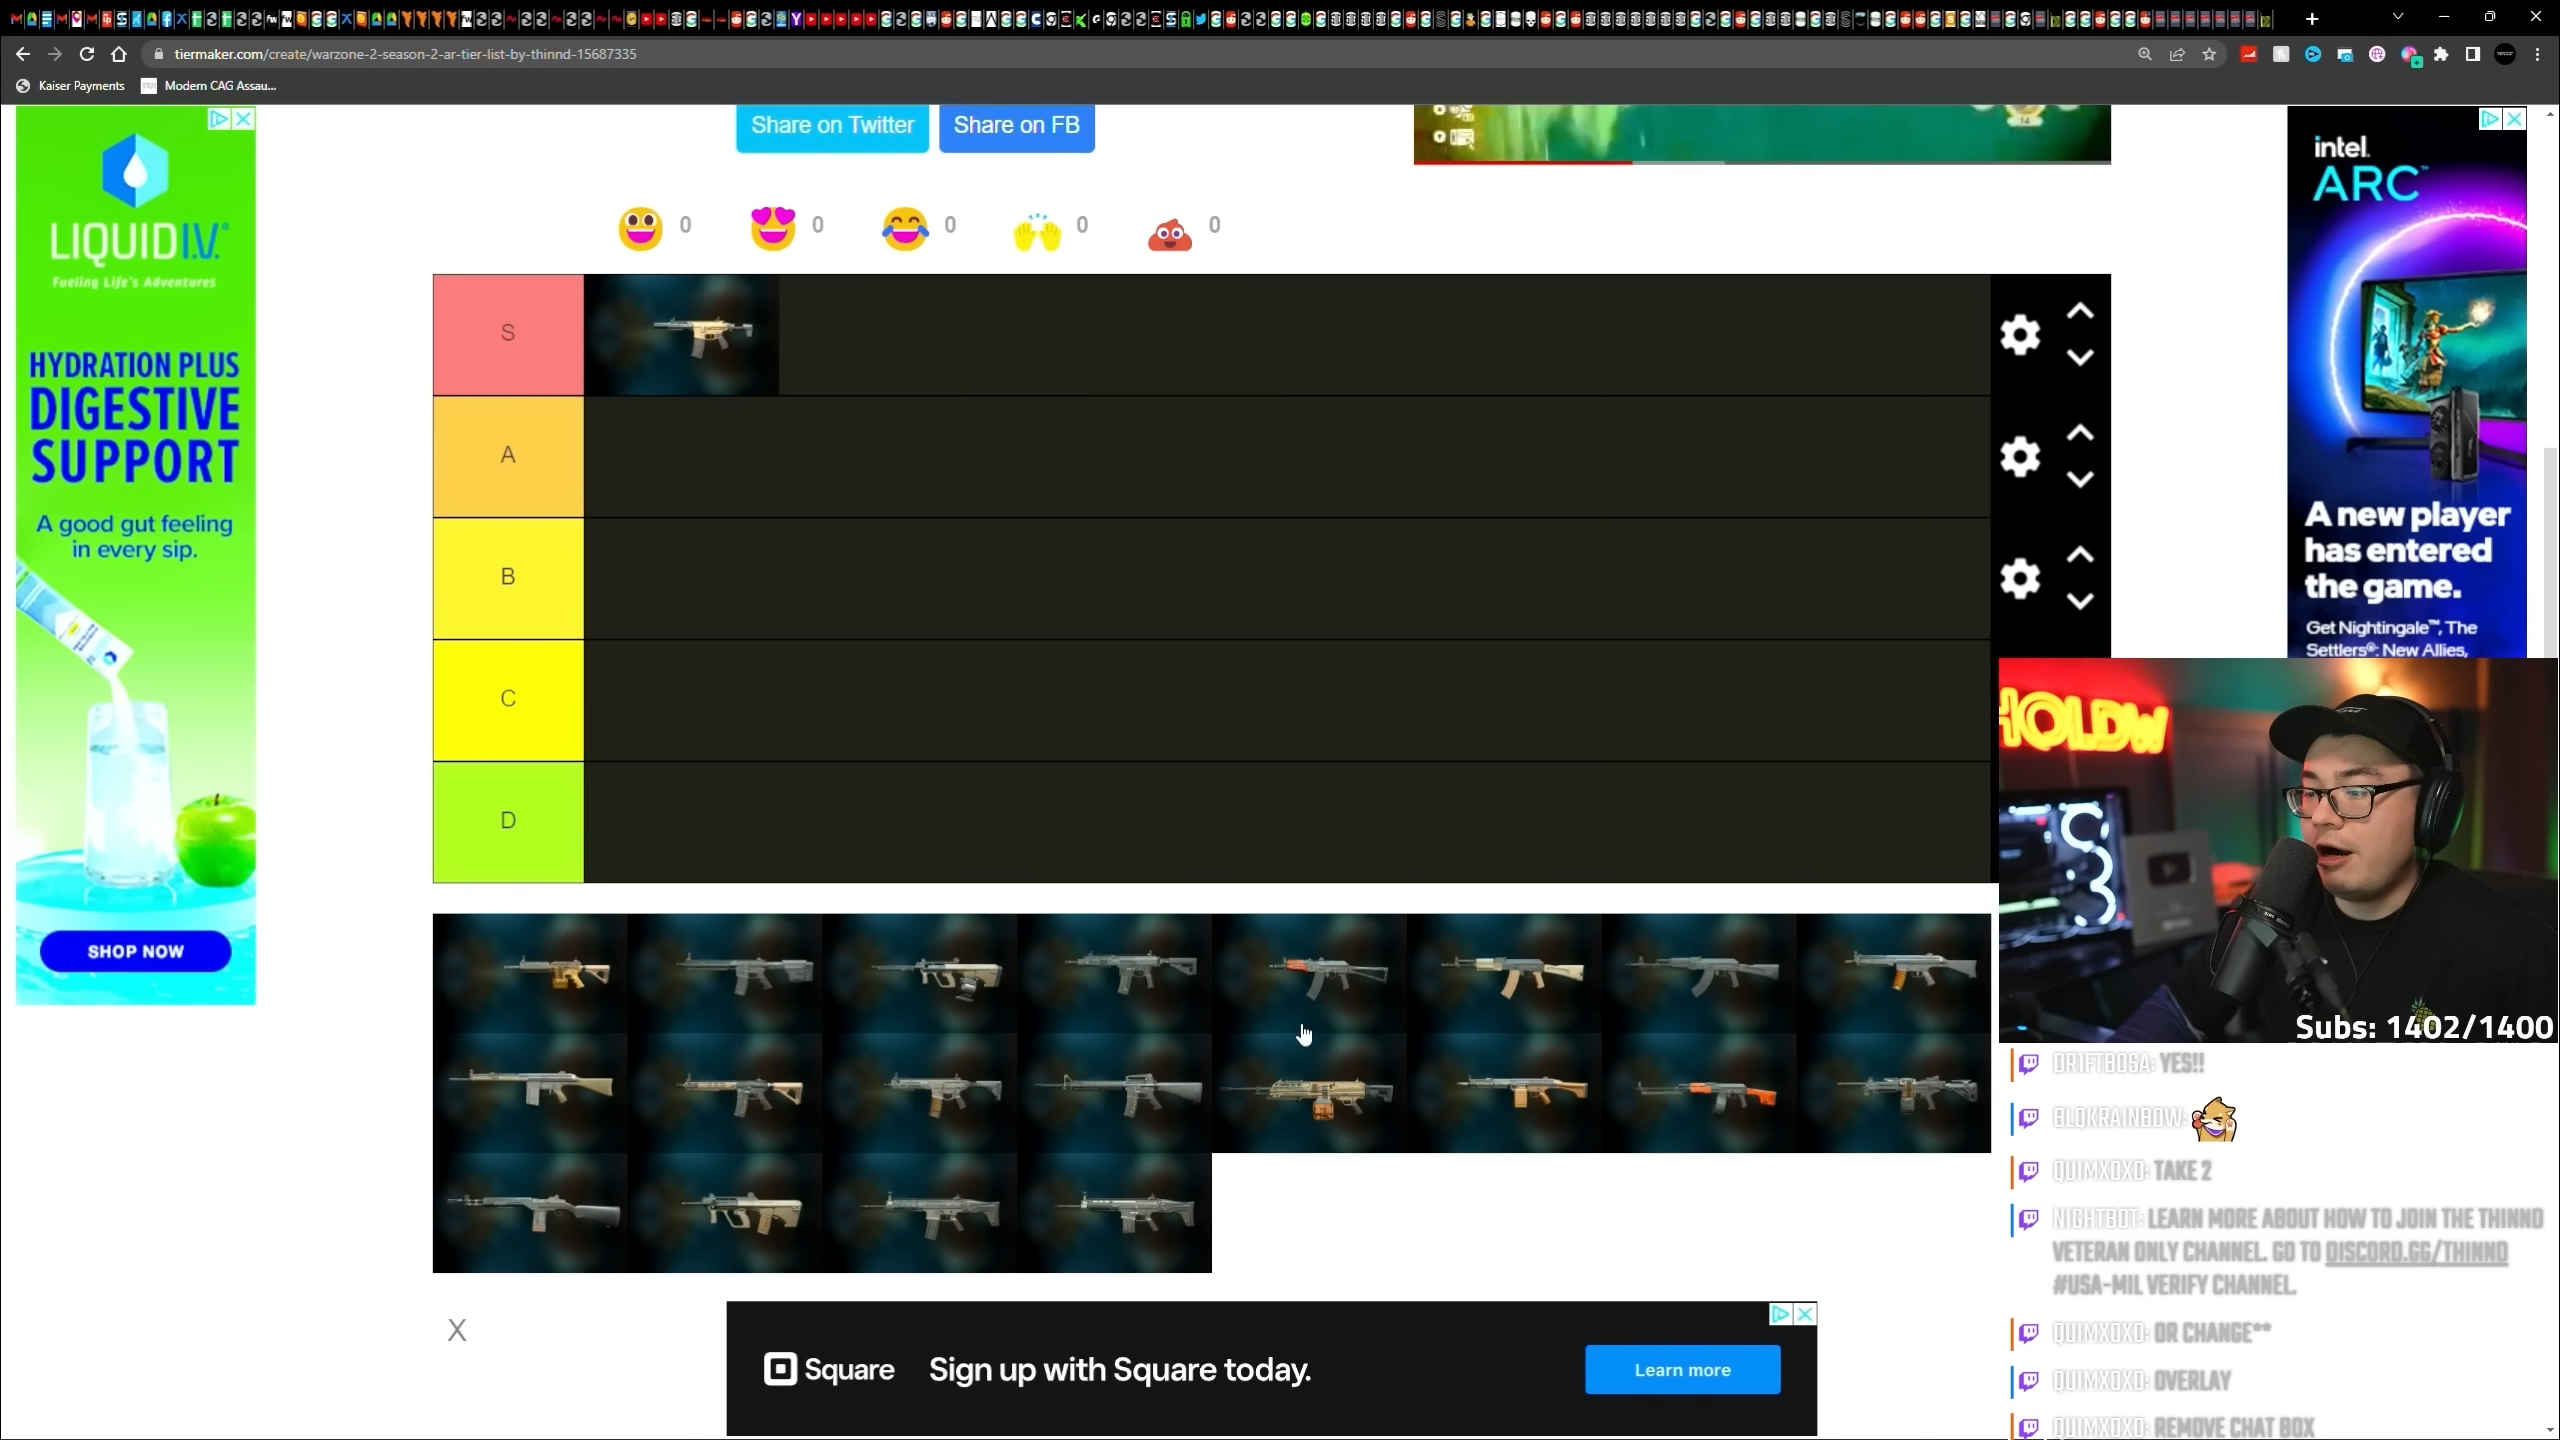 tiermaker.com/create/warzone-2-season-2-ar-tier-list-by-thinnd-15687335
Kaiser Payments
Modern CAG Assau...
Share on Twitter
Share on FB
14
0
0
0
0
0
S
A
B
C
D
LIQUID I.V.
Fueling Life's Adventures
HYDRATION PLUS
DIGESTIVE
SUPPORT
A good gut feeling
in every sip.
SHOP NOW
intel
ARC™
A new player
has entered
the game.
Get Nightingale™, The
Settlers®: New Allies,
HOLDW
Subs: 1402/1400
DRIFTBOSA: YES!!
BLQKRAINBOW:
QUIMXOXO: TAKE 2
NIGHTBOT: LEARN MORE ABOUT HOW TO JOIN THE THINND
VETERAN ONLY CHANNEL. GO TO DISCORD.GG/THINND
#USA-MIL VERIFY CHANNEL.
QUIMXOXO: OR CHANGE**
QUIMXOXO: OVERLAY
QUIMXOXO: REMOVE CHAT BOX
X
Square
Sign up with Square today.
Learn more